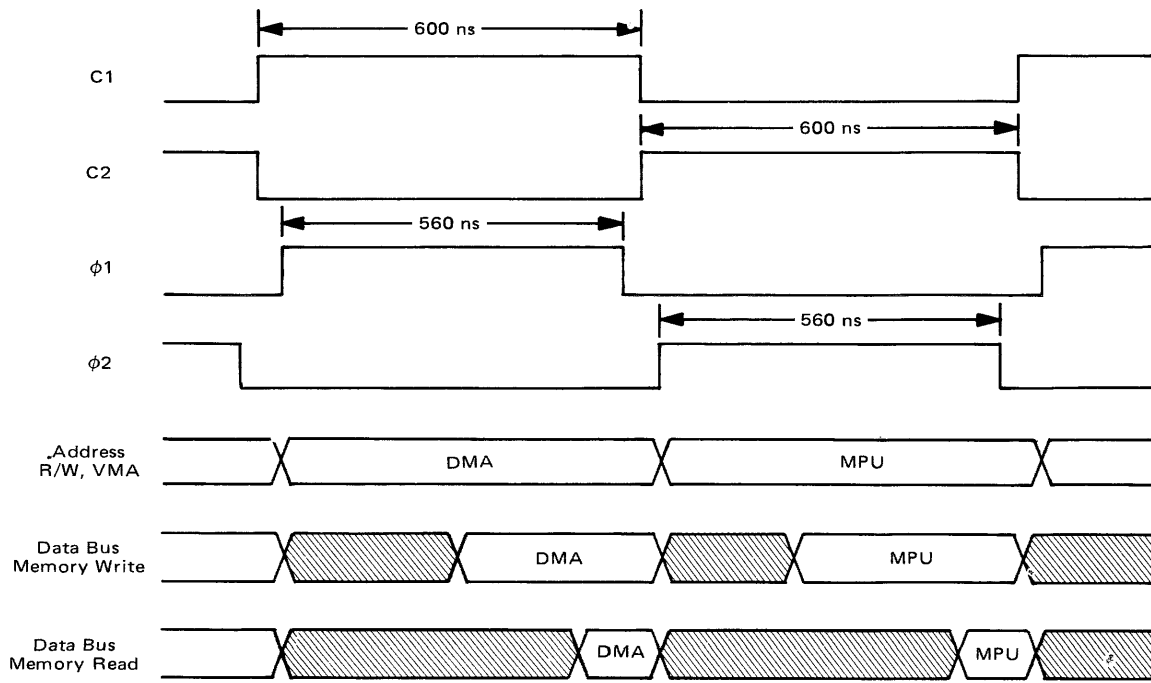 600 ns
C1
600 ns
C2
560 ns
ϕ1
560 ns
ϕ2
Address
R/W, VMA
DMA
MPU
Data Bus
Memory Write
DMA
MPU
Data Bus
Memory Read
DMA
MPU